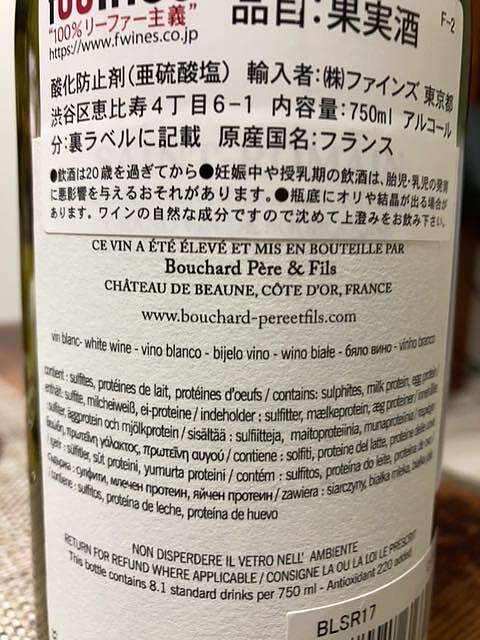 品目:果実酒
F-2
"100%リーファー主義"
https://www.fwines.co.jp
酸化防止剤(亜硫酸塩) 輸入者:(株)ファインズ 東京都
渋谷区恵比寿4丁目6-1 内容量:750ml アルコール
分:裏ラベルに記載 原産国名:フランス
●飲酒は20歳を過ぎてから●妊娠中や授乳期の飲酒は、胎児・乳児の発育
に悪影響を与えるおそれがあります。●瓶底にオリや結晶が出る場合が
あります。ワインの自然な成分ですので沈めて上澄みをお飲み下さい。
CE VIN A ÉTÉ ÉLEVÉ ET MIS EN BOUTEILLE PAR
Bouchard Père & Fils
CHÂTEAU DE BEAUNE, CÔTE D'OR, FRANCE
www.bouchard-pereetfils.com
vin blanc- white wine - vino blanco - bijelo vino - wino białe - бяло вино - vinho branco
content : sulfites, protéines de lait, protéines d'oeufs / contains: sulphites, milk protein, egg protein /
enthält: sulfite, milcheiweiß, ei-proteine / indeholder : sulfitter, mælkeprotein, æg proteiner /
: sulfiter, äggprotein och mjölkprotein / sisältää : sulfiitteja, maitoproteiinia, munaproteiinia /
θειώδη, πρωτεΐνη γάλακτος, πρωτεΐνη αυγού / contiene : solfiti, proteine del latte, proteine delle uova
/ içerir : sülfitler, süt proteini, yumurta proteini / contém : sulfitos, proteína do leite, proteína de ovo
съдържа : сулфити, млечен протеин, яйчен протеин / zawiera : siarczyny, białka mleka, białka
/ contiene : sulfitos, proteína de leche, proteína de huevo
NON DISPERDERE IL VETRO NELL' AMBIENTE
RETURN FOR REFUND WHERE APPLICABLE / CONSIGNE LA OU LA LOI LE PRESCRIT
This bottle contains 8.1 standard drinks per 750 ml - Antioxidant 220 added
BLSR17